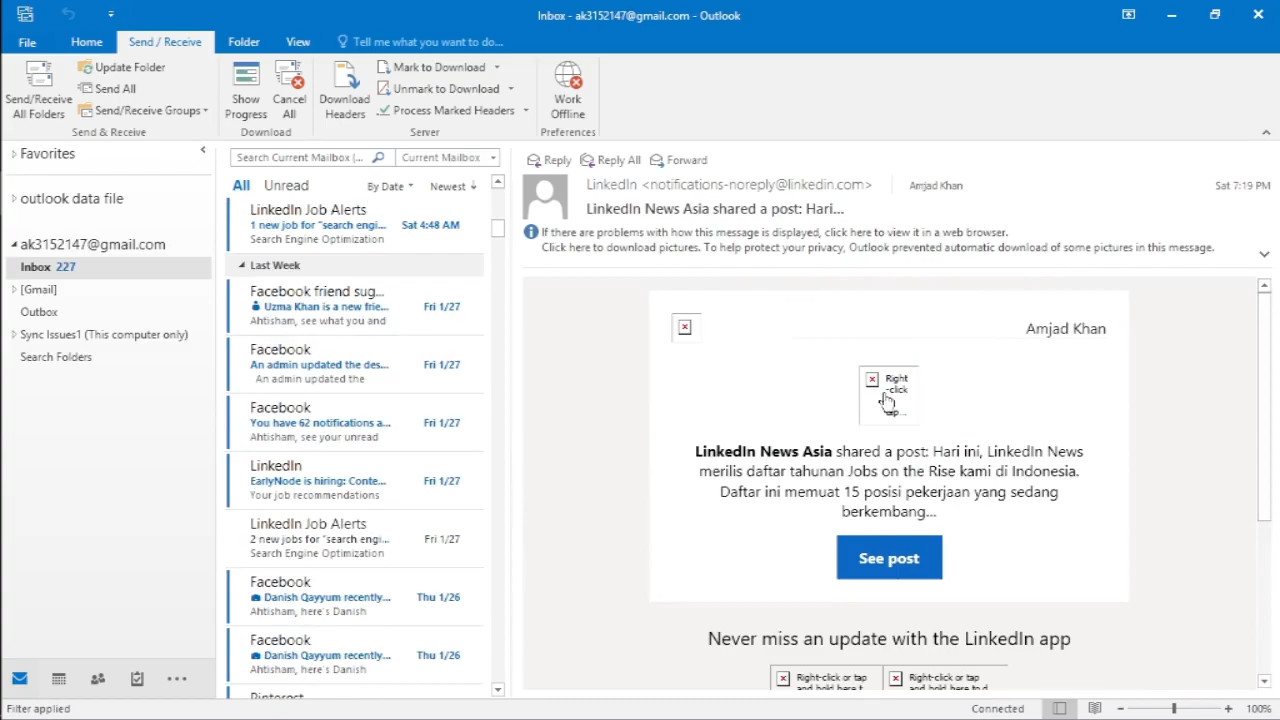 Inbox - ak3152147@gmail.com - Outlook
File Home Send / Receive Folder View Tell me what you want to do...
Send/Receive All Folders
Update Folder
Send All
Send/Receive Groups
Send & Receive
Show Progress
Cancel All
Download
Download Headers
Mark to Download
Unmark to Download
Process Marked Headers
Server
Work Offline
Preferences
Favorites
outlook data file
ak3152147@gmail.com
Inbox 227
[Gmail]
Outbox
Sync Issues1 (This computer only)
Search Folders
Search Current Mailbox (... Current Mailbox
All Unread By Date Newest
LinkedIn Job Alerts
1 new job for "search engi... Sat 4:48 AM
Search Engine Optimization
Last Week
Facebook friend sug...
Uzma Khan is a new frie... Fri 1/27
Ahtisham, see what you and
Facebook
An admin updated the des... Fri 1/27
An admin updated the
Facebook
You have 62 notifications a... Fri 1/27
Ahtisham, see your unread
LinkedIn
EarlyNode is hiring: Conte... Fri 1/27
Your job recommendations
LinkedIn Job Alerts
2 new jobs for "search engi... Fri 1/27
Search Engine Optimization
Facebook
Danish Qayyum recently... Thu 1/26
Ahtisham, here's Danish
Facebook
Danish Qayyum recently... Thu 1/26
Ahtisham, here's Danish
Pinterest
Reply Reply All Forward
LinkedIn <notifications-noreply@linkedin.com> Amjad Khan Sat 7:19 PM
LinkedIn News Asia shared a post: Hari...
If there are problems with how this message is displayed, click here to view it in a web browser.
Click here to download pictures. To help protect your privacy, Outlook prevented automatic download of some pictures in this message.
Amjad Khan
Right
-click
LinkedIn News Asia shared a post: Hari ini, LinkedIn News
merilis daftar tahunan Jobs on the Rise kami di Indonesia.
Daftar ini memuat 15 posisi pekerjaan yang sedang
berkembang...
See post
Never miss an update with the LinkedIn app
Right-click or tap Right-click or tap
and hold here t and hold here to d
Filter applied Connected 100%